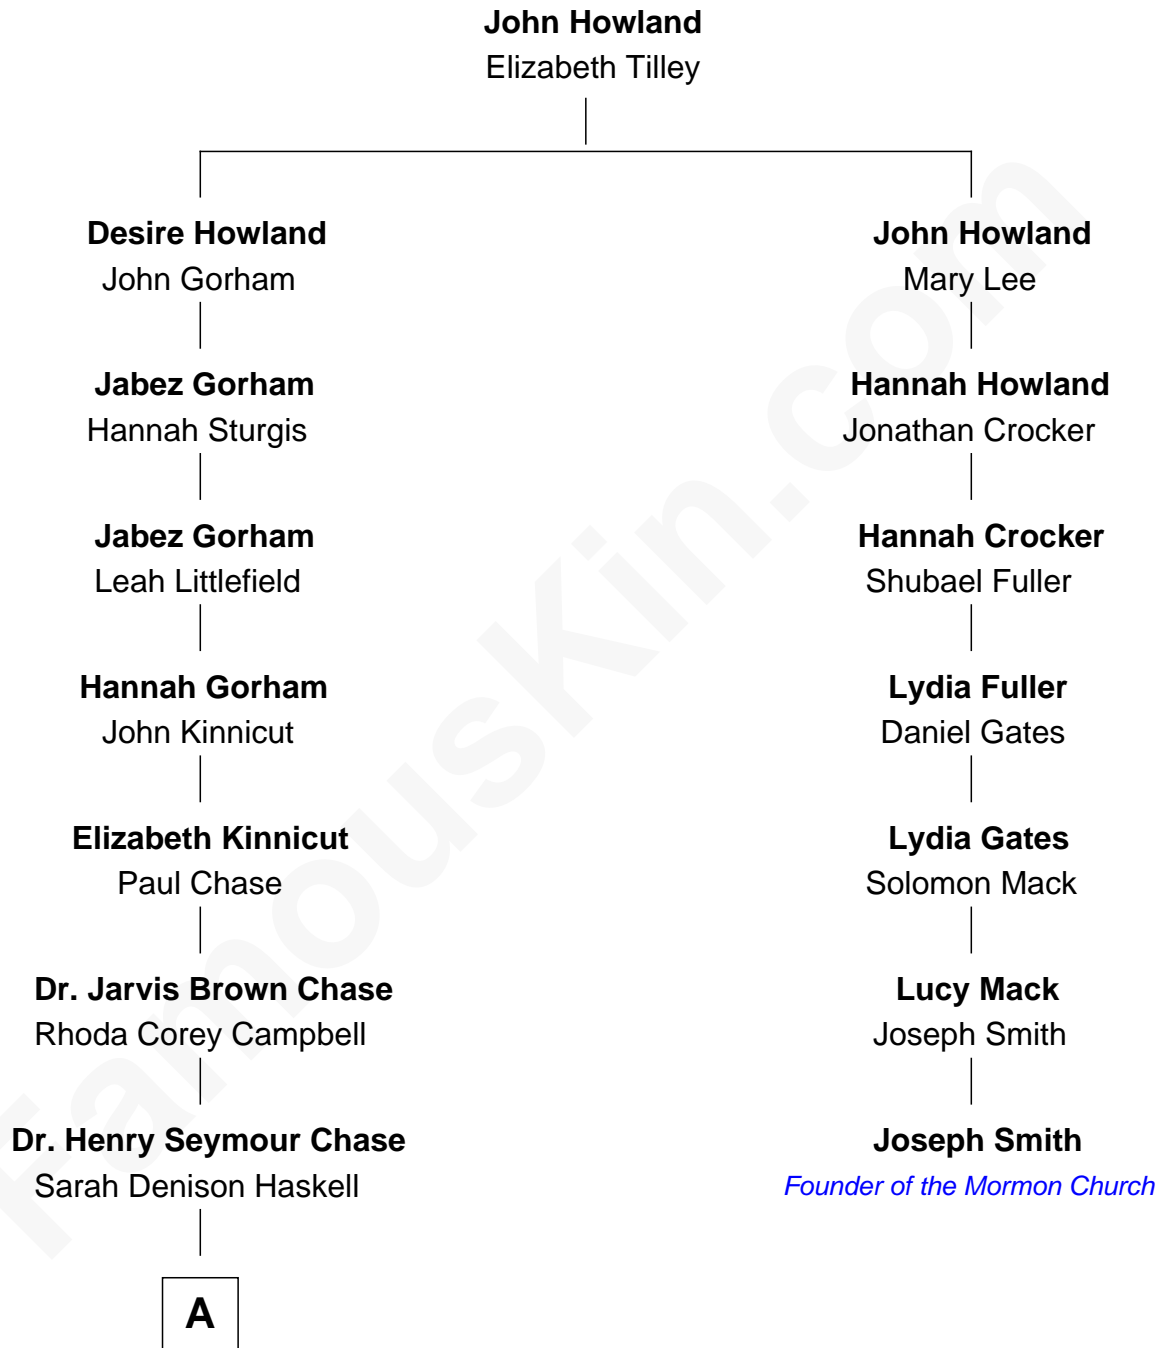 John Howland
Elizabeth Tilley
Desire Howland
John Gorham
Jabez Gorham
Hannah Sturgis
Jabez Gorham
Leah Littlefield
Hannah Gorham
John Kinnicut
Elizabeth Kinnicut
Paul Chase
Dr. Jarvis Brown Chase
Rhoda Corey Campbell
Dr. Henry Seymour Chase
Sarah Denison Haskell
A
John Howland
Mary Lee
Hannah Howland
Jonathan Crocker
Hannah Crocker
Shubael Fuller
Lydia Fuller
Daniel Gates
Lydia Gates
Solomon Mack
Lucy Mack
Joseph Smith
Joseph Smith
Founder of the Mormon Church
FamousKin.com